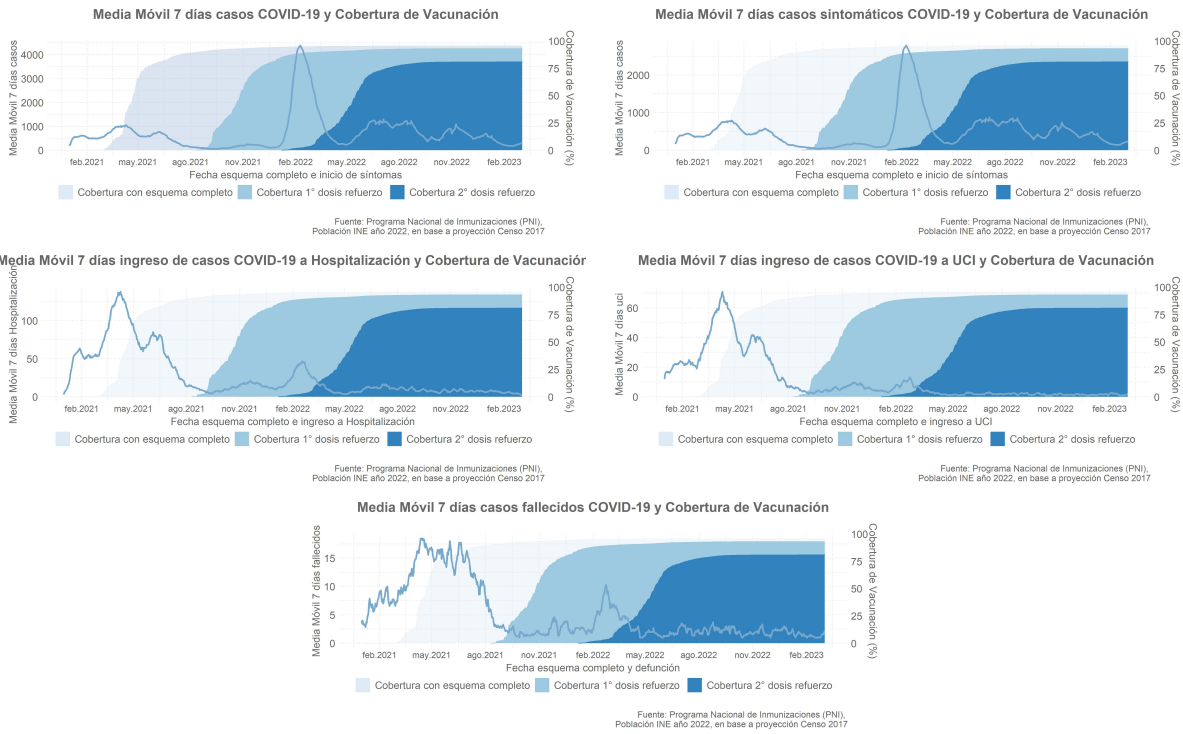 Media Móvil 7 días casos COVID-19 y Cobertura de Vacunación
Media Móvil 7 días casos
4000
3000
2000
1000
0
Cobertura de Vacunación (%)
100
75
50
25
0
feb.2021 may.2021 ago.2021 nov.2021 feb.2022 may.2022 ago.2022 nov.2022 feb.2023
Fecha esquema completo e inicio de síntomas
Cobertura con esquema completo Cobertura 1° dosis refuerzo Cobertura 2° dosis refuerzo
Fuente: Programa Nacional de Inmunizaciones (PNI),
Población INE año 2022, en base a proyección Censo 2017
Media Móvil 7 días casos sintomáticos COVID-19 y Cobertura de Vacunación
Media Móvil 7 días casos
2000
1000
0
Cobertura de Vacunación (%)
100
75
50
25
0
feb.2021 may.2021 ago.2021 nov.2021 feb.2022 may.2022 ago.2022 nov.2022 feb.2023
Fecha esquema completo e inicio de síntomas
Cobertura con esquema completo Cobertura 1° dosis refuerzo Cobertura 2° dosis refuerzo
Fuente: Programa Nacional de Inmunizaciones (PNI),
Población INE año 2022, en base a proyección Censo 2017
Media Móvil 7 días ingreso de casos COVID-19 a Hospitalización y Cobertura de Vacunación
Media Móvil 7 días Hospitalización
100
50
0
Cobertura de Vacunación (%)
100
75
50
25
0
feb.2021 may.2021 ago.2021 nov.2021 feb.2022 may.2022 ago.2022 nov.2022 feb.2023
Fecha esquema completo e ingreso a Hospitalización
Cobertura con esquema completo Cobertura 1° dosis refuerzo Cobertura 2° dosis refuerzo
Fuente: Programa Nacional de Inmunizaciones (PNI),
Población INE año 2022, en base a proyección Censo 2017
Media Móvil 7 días ingreso de casos COVID-19 a UCI y Cobertura de Vacunación
Media Móvil 7 días uci
60
40
20
0
Cobertura de Vacunación (%)
100
75
50
25
0
feb.2021 may.2021 ago.2021 nov.2021 feb.2022 may.2022 ago.2022 nov.2022 feb.2023
Fecha esquema completo e ingreso a UCI
Cobertura con esquema completo Cobertura 1° dosis refuerzo Cobertura 2° dosis refuerzo
Fuente: Programa Nacional de Inmunizaciones (PNI),
Población INE año 2022, en base a proyección Censo 2017
Media Móvil 7 días casos fallecidos COVID-19 y Cobertura de Vacunación
Media Móvil 7 días fallecidos
15
10
5
0
Cobertura de Vacunación (%)
100
75
50
25
0
feb.2021 may.2021 ago.2021 nov.2021 feb.2022 may.2022 ago.2022 nov.2022 feb.2023
Fecha esquema completo y defunción
Cobertura con esquema completo Cobertura 1° dosis refuerzo Cobertura 2° dosis refuerzo
Fuente: Programa Nacional de Inmunizaciones (PNI),
Población INE año 2022, en base a proyección Censo 2017